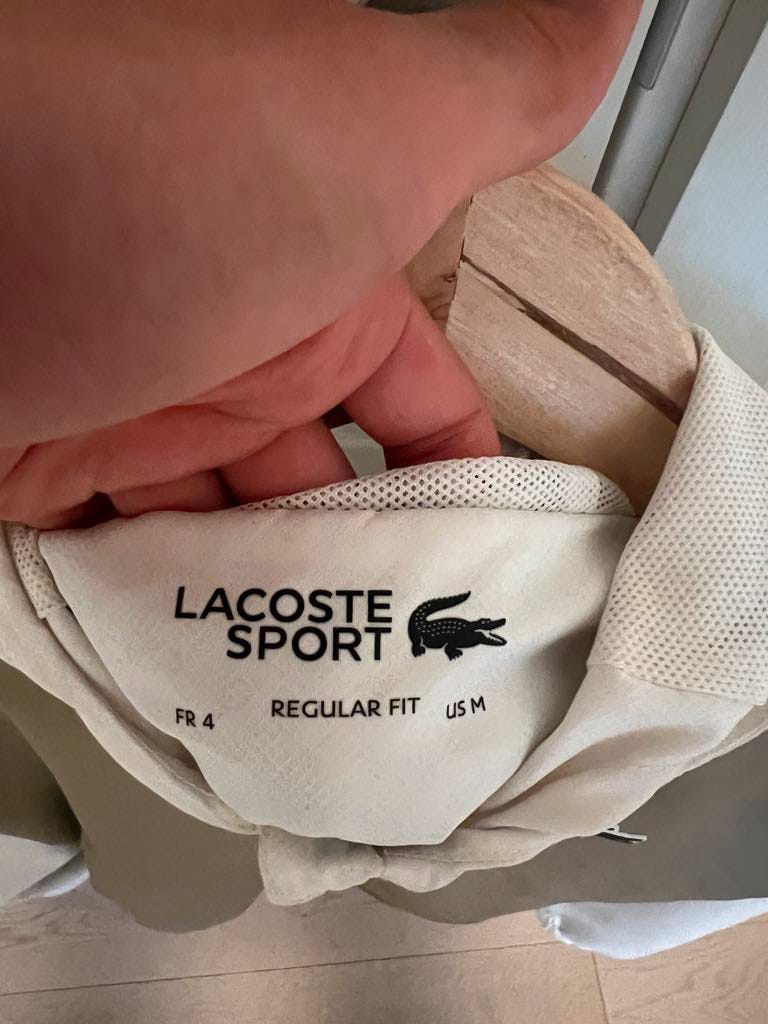 LACOSTE
SPORT
FR 4 REGULAR FIT US M